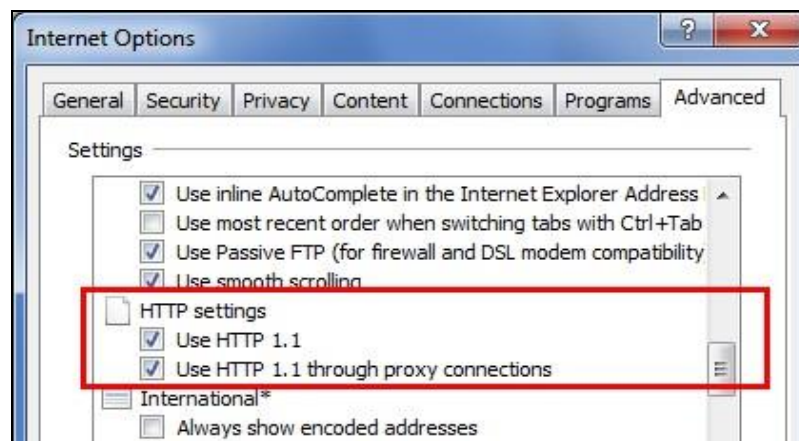 Internet Options
General Security Privacy Content Connections Programs Advanced
Settings
Use inline AutoComplete in the Internet Explorer Address
Use most recent order when switching tabs with Ctrl+Tab
Use Passive FTP (for firewall and DSL modem compatibility
Use smooth scrolling
HTTP settings
Use HTTP 1.1
Use HTTP 1.1 through proxy connections
International*
Always show encoded addresses